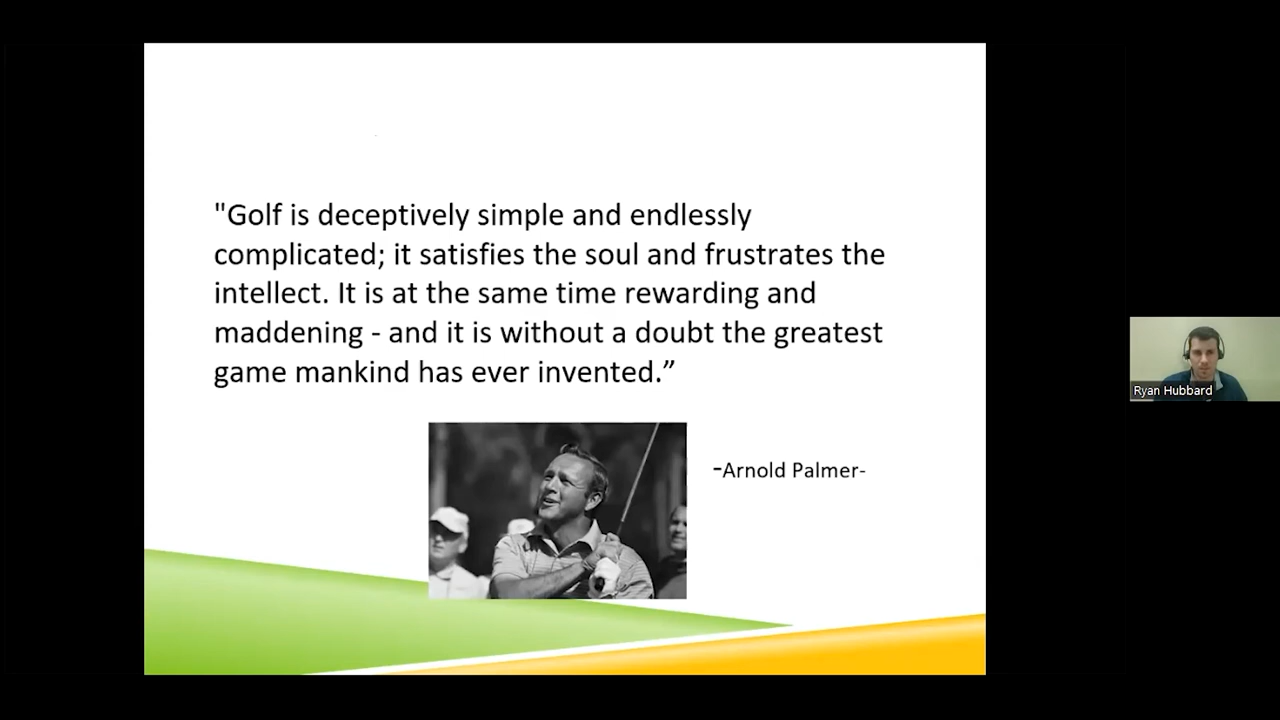 "Golf is deceptively simple and endlessly
complicated; it satisfies the soul and frustrates the
intellect. It is at the same time rewarding and
maddening - and it is without a doubt the greatest
game mankind has ever invented.”
-Arnold Palmer-
Ryan Hubbard